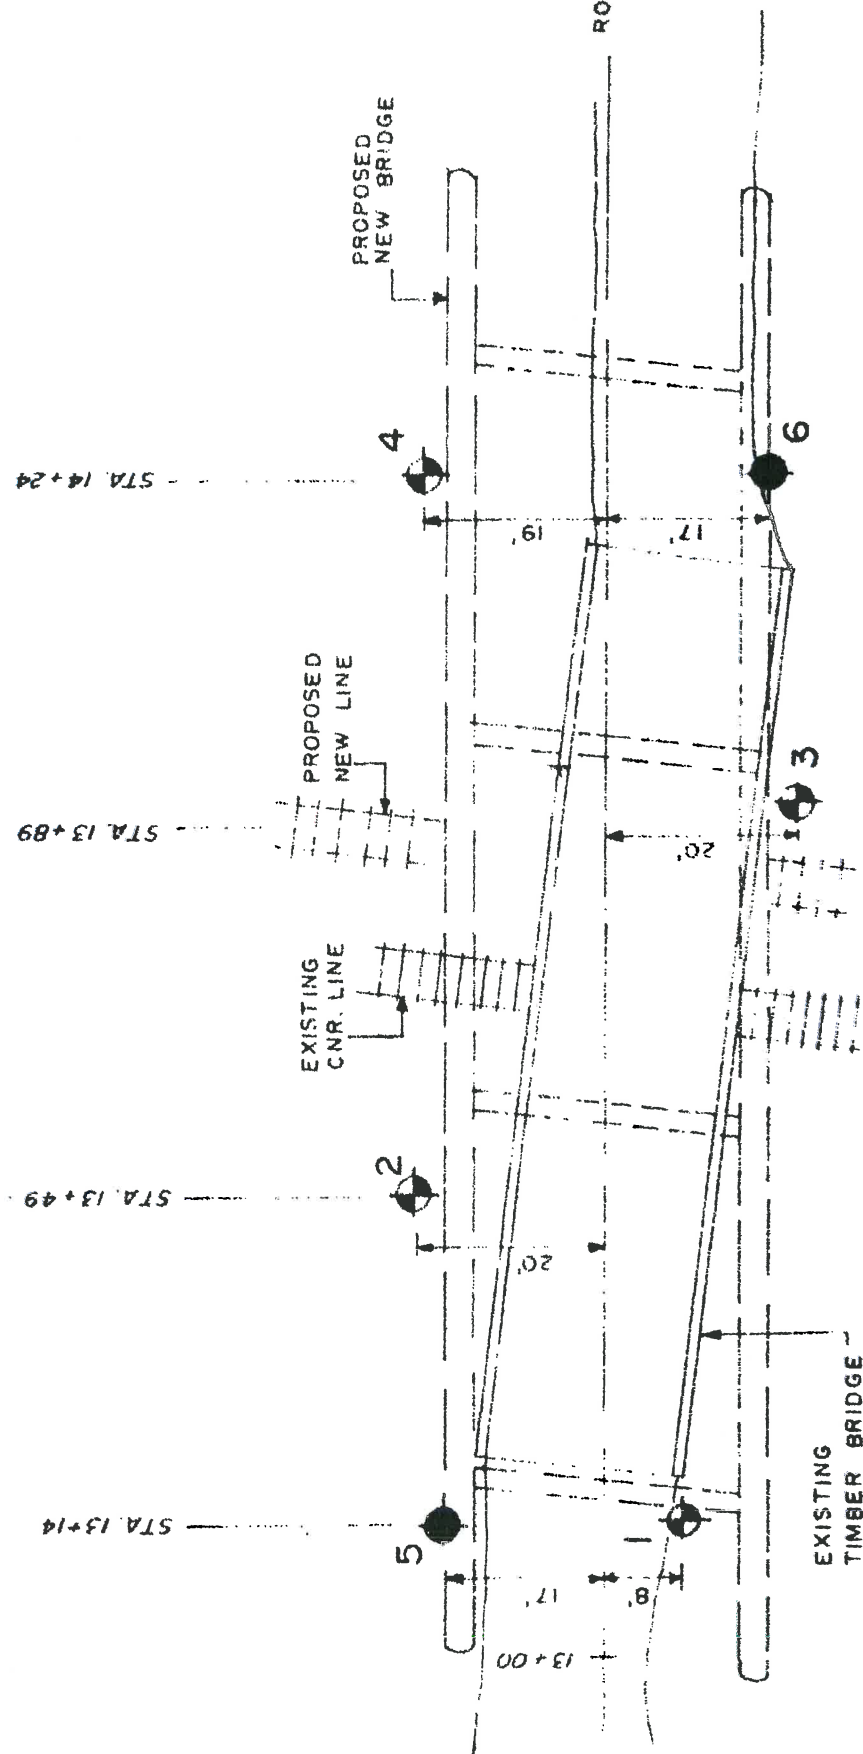 RO
PROPOSED
NEW BRIDGE
STA. 14+24
4
6
19'
17'
PROPOSED
NEW LINE
STA. 13+89
3
20'
EXISTING
CNR. LINE
STA. 13+49
2
20'
EXISTING
TIMBER BRIDGE
STA. 13+14
5
1
17'
8'
13+00